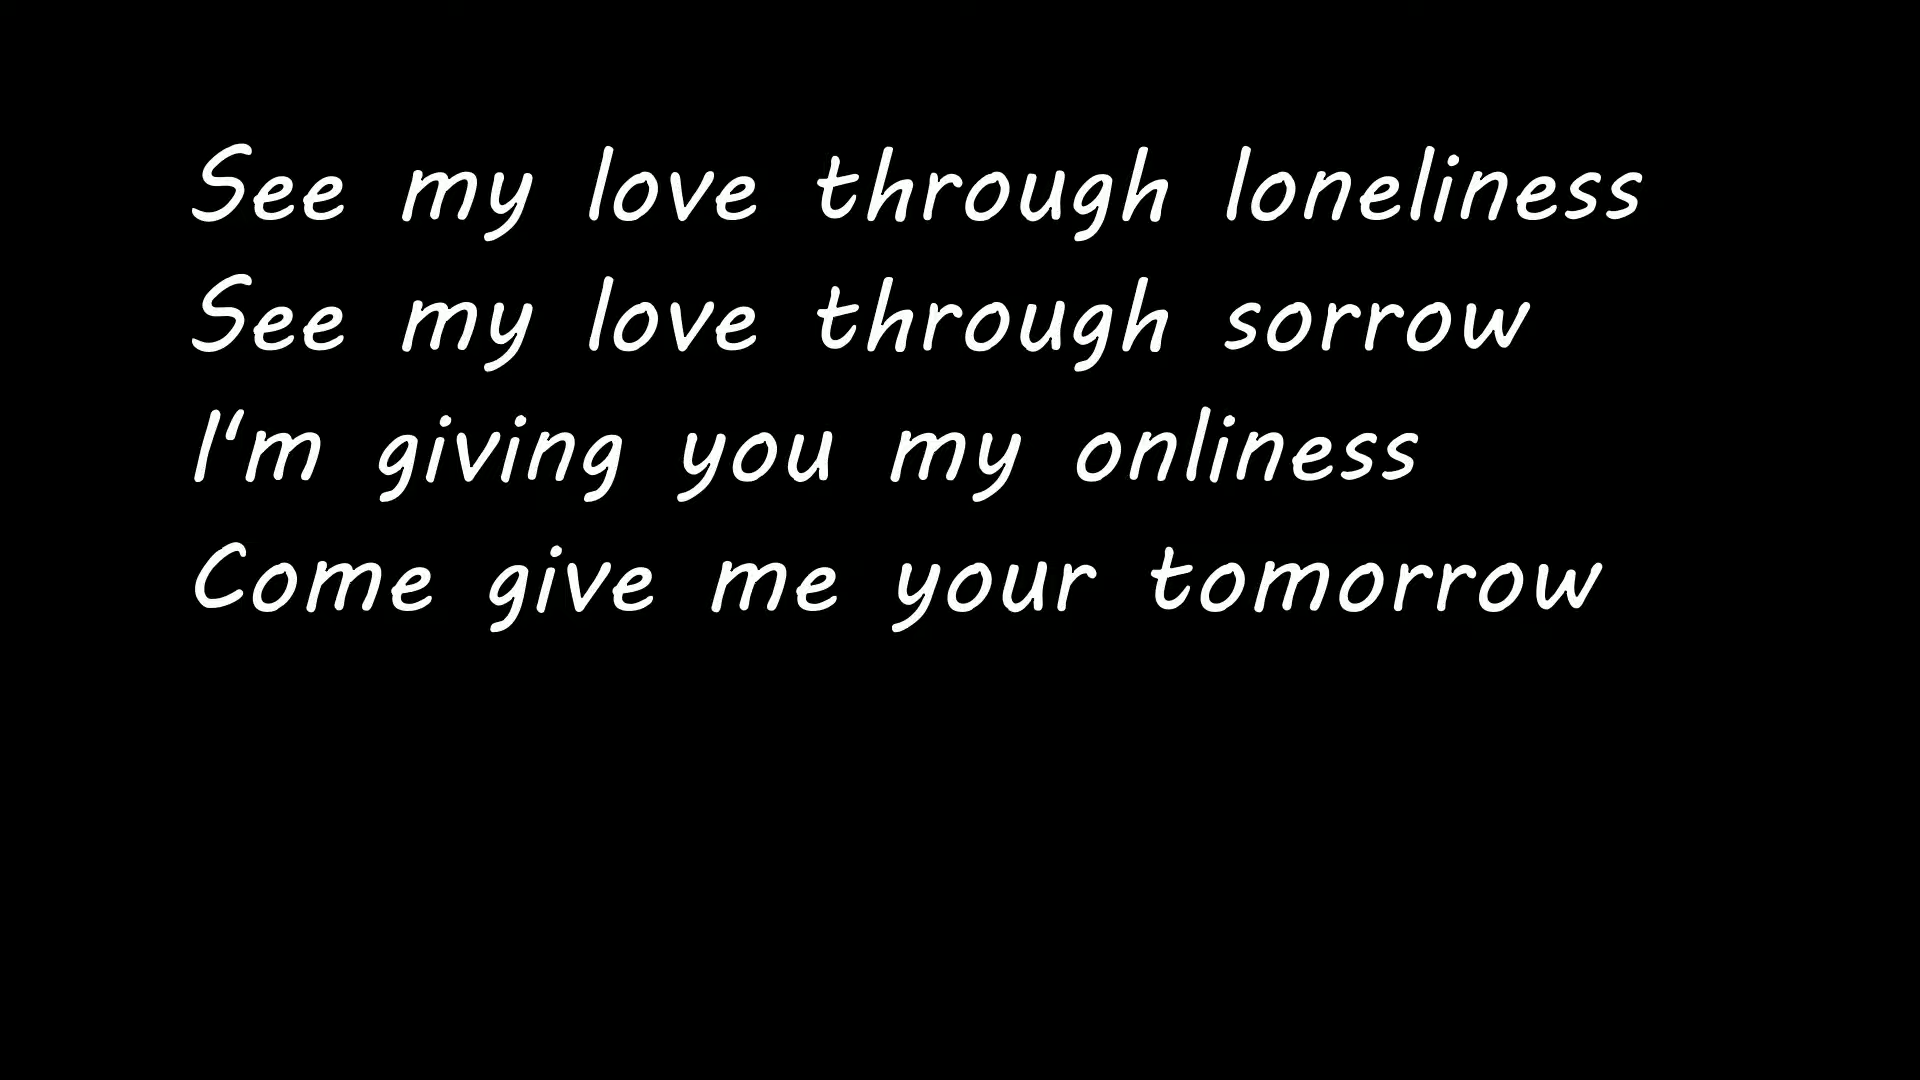 See my love through loneliness
See my love through sorrow
I'm giving you my onliness
Come give me your tomorrow